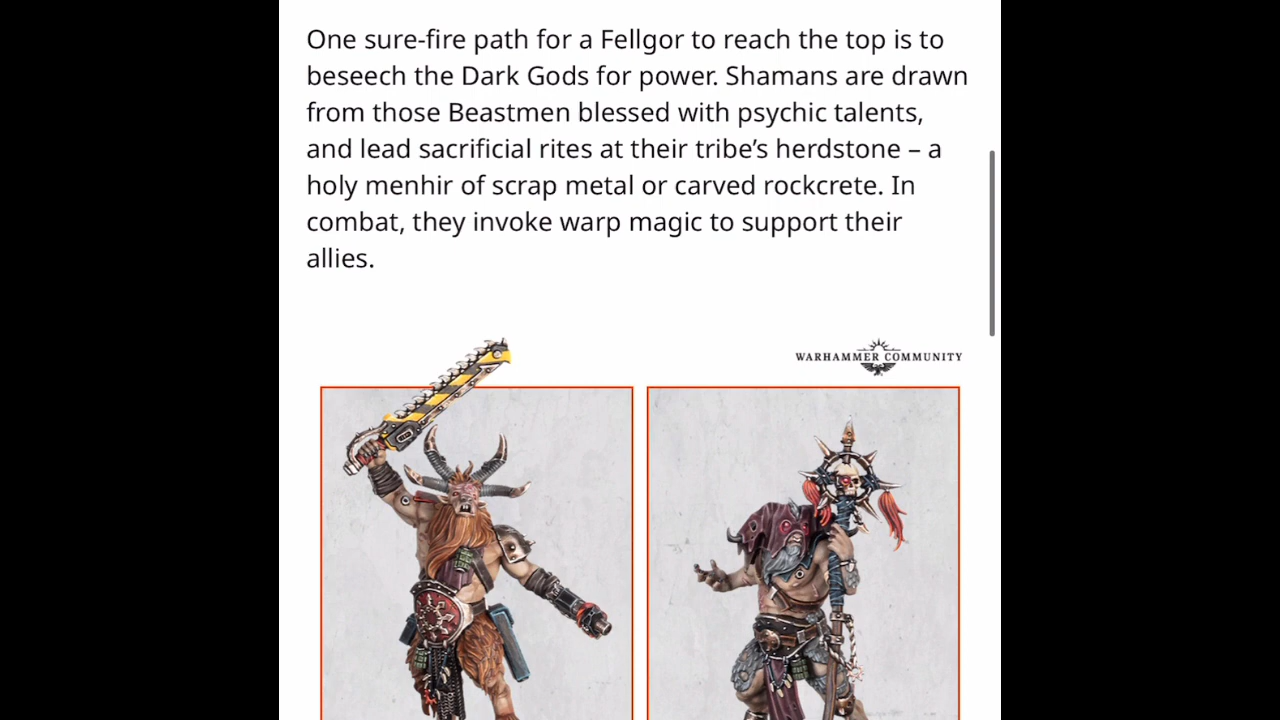 One sure-fire path for a Fellgor to reach the top is to
beseech the Dark Gods for power. Shamans are drawn
from those Beastmen blessed with psychic talents,
and lead sacrificial rites at their tribe’s herdstone – a
holy menhir of scrap metal or carved rockcrete. In
combat, they invoke warp magic to support their
allies.
WARHAMMER COMMUNITY